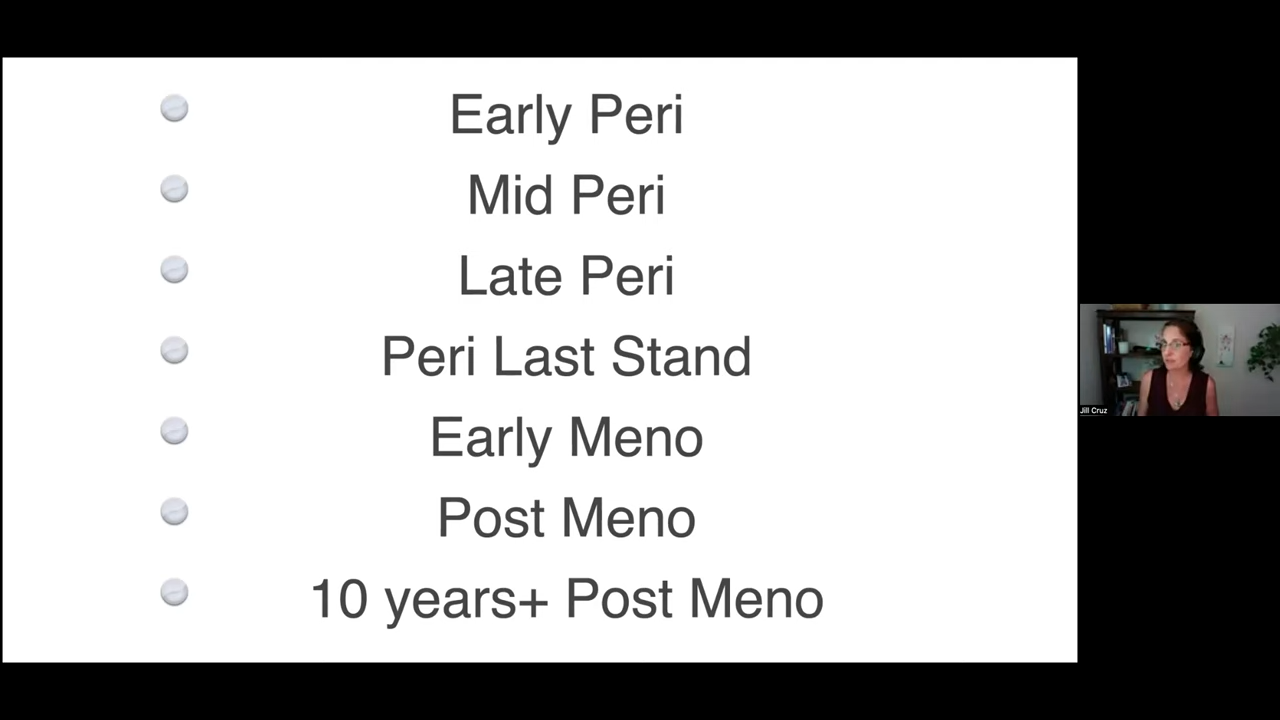 Early Peri
Mid Peri
Late Peri
Peri Last Stand
Early Meno
Post Meno
10 years+ Post Meno
Jill Cruz